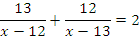 13/(x − 12) + 12/(x − 13) = 2